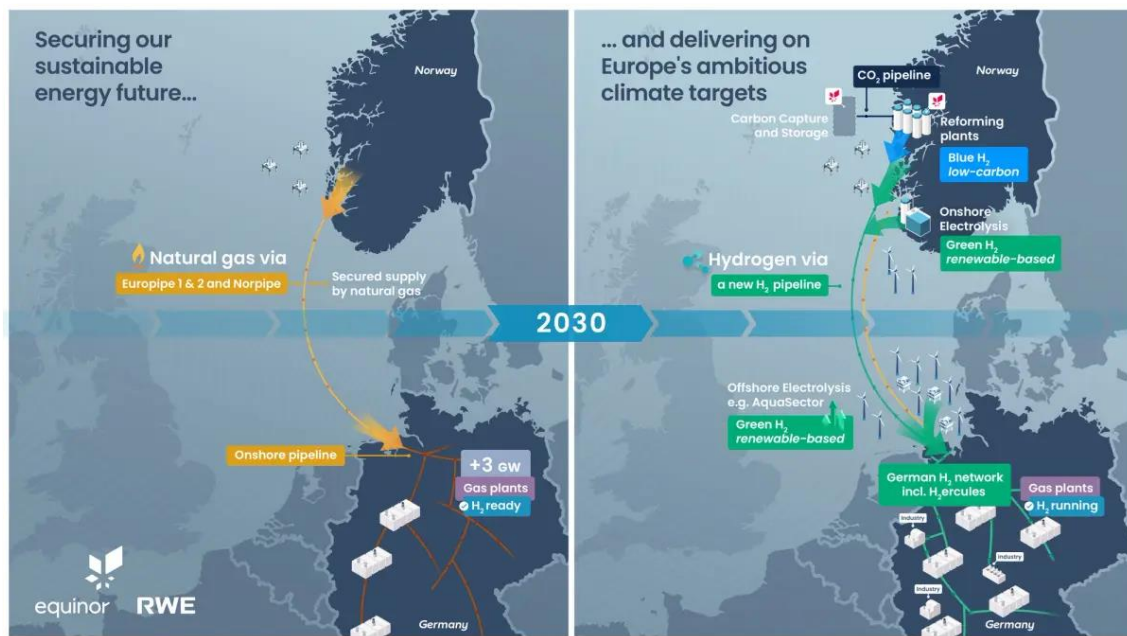 Securing our
sustainable
energy future...
Norway
Natural gas via
Europipe 1 & 2 and Norpipe
Secured supply
by natural gas
Onshore pipeline
+3 GW
Gas plants
H₂ ready
equinor
RWE
Germany
2030
... and delivering on
Europe's ambitious
climate targets
CO₂ pipeline
Norway
Carbon Capture
and Storage
Reforming
plants
Blue H₂
low-carbon
Onshore
Electrolysis
Green H₂
renewable-based
Hydrogen via
a new H₂ pipeline
Offshore Electrolysis
e.g. AquaSector
Green H₂
renewable-based
German H₂ network
incl. H₂ercules
Gas plants
H₂ running
Industry
Industry
Industry
Germany